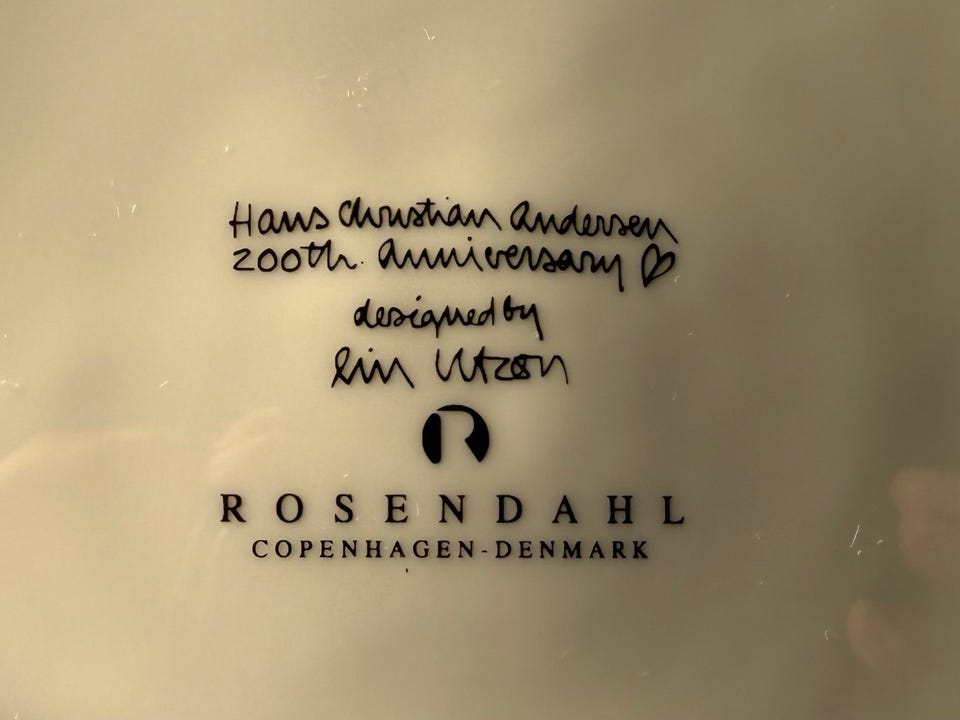 Hans Christian Andersen
200th. Anniversary
designed by
Lin Utzon
R
ROSENDAHL
COPENHAGEN-DENMARK